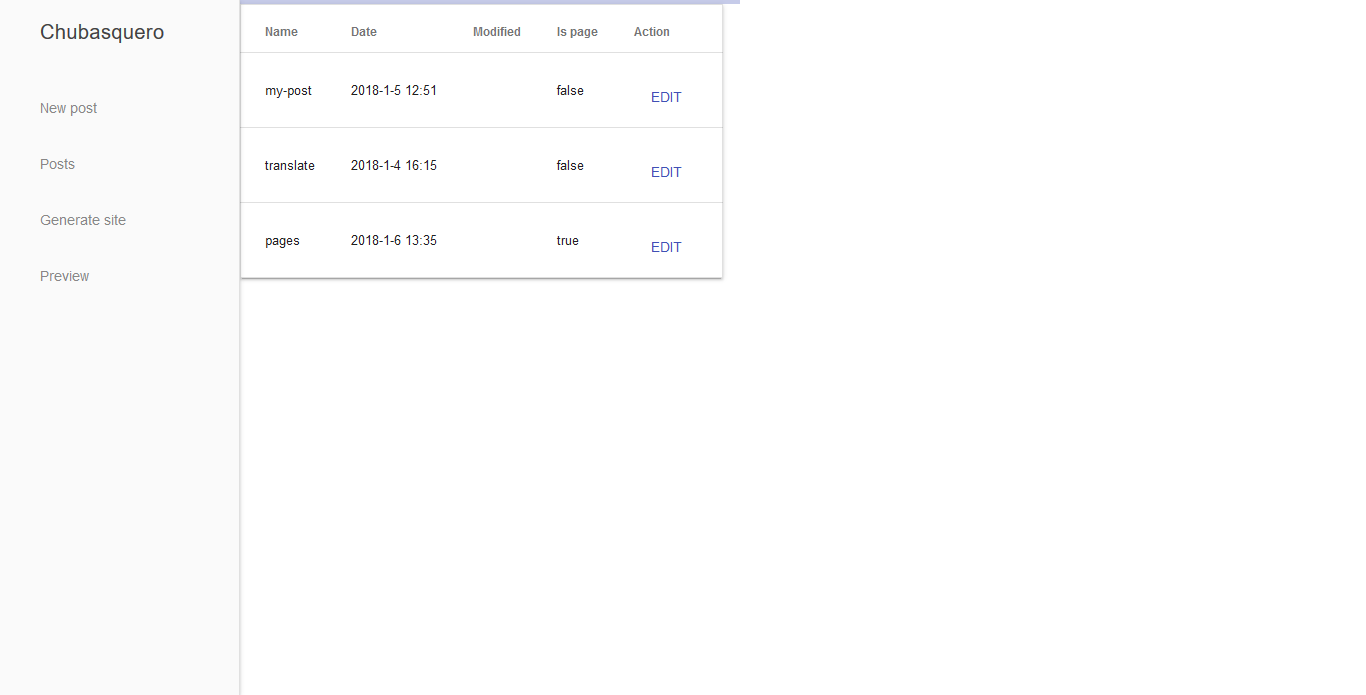 Chubasquero
New post
Posts
Generate site
Preview
Name Date Modified Is page Action
my-post 2018-1-5 12:51 false EDIT
translate 2018-1-4 16:15 false EDIT
pages 2018-1-6 13:35 true EDIT